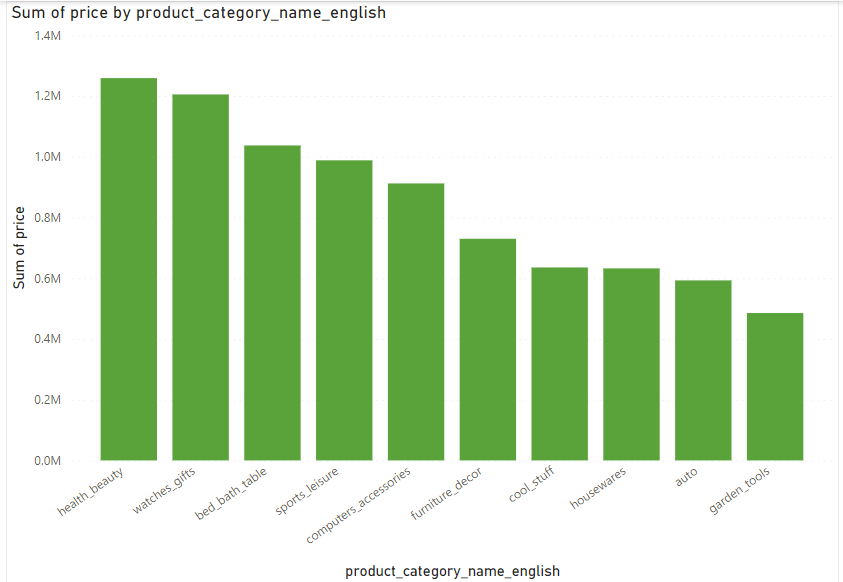 Sum of price by product_category_name_english
1.4M
1.2M
1.0M
0.8M
0.6M
0.4M
0.2M
0.0M
Sum of price
health_beauty
watches_gifts
bed_bath_table
sports_leisure
computers_accessories
furniture_decor
cool_stuff
housewares
auto
garden_tools
product_category_name_english